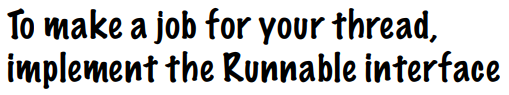 To make a job for your thread,
implement the Runnable interface